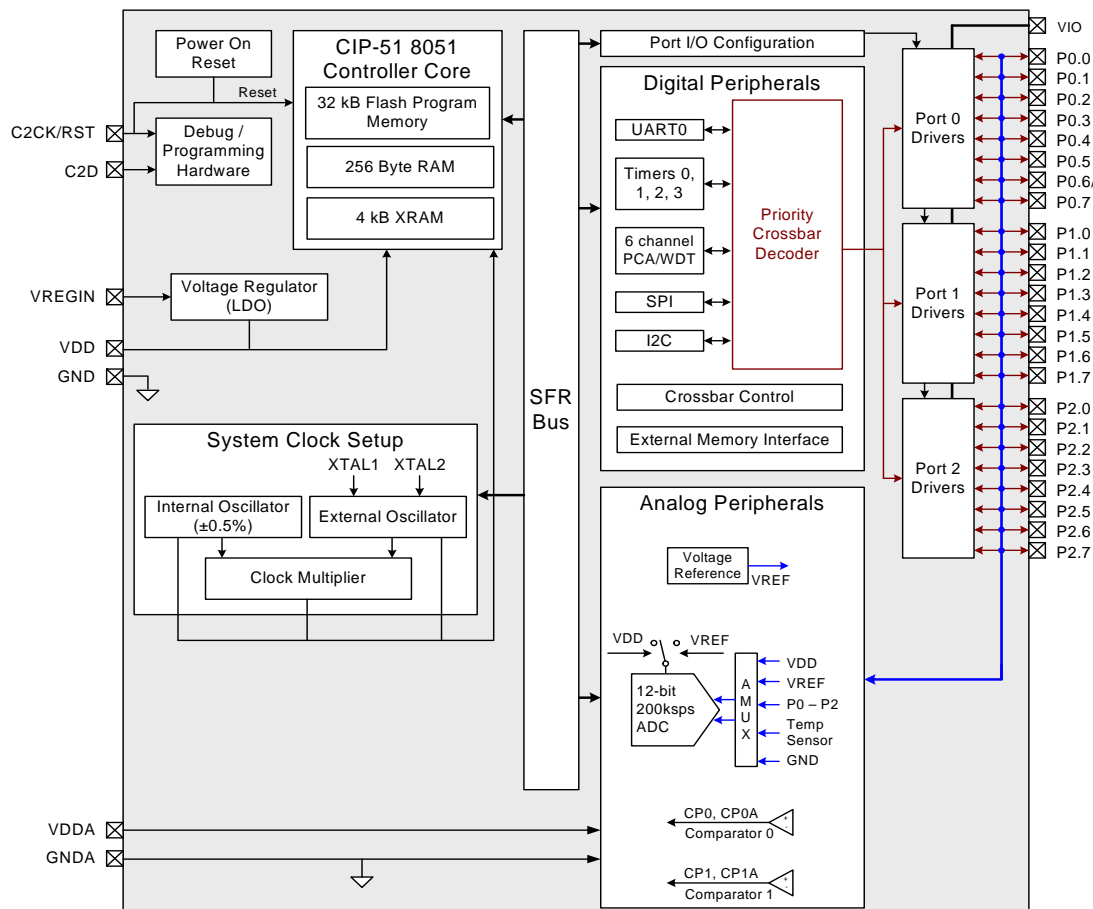 Power On
Reset
Reset
C2CK/RST
C2D
Debug /
Programming
Hardware
CIP-51 8051
Controller Core
32 kB Flash Program
Memory
256 Byte RAM
4 kB XRAM
VREGIN
Voltage Regulator
(LDO)
VDD
GND
System Clock Setup
XTAL1
XTAL2
Internal Oscillator
(±0.5%)
External Oscillator
Clock Multiplier
VDDA
GNDA
SFR
Bus
Port I/O Configuration
Digital Peripherals
UART0
Timers 0,
1, 2, 3
6 channel
PCA/WDT
SPI
I2C
Priority
Crossbar
Decoder
Crossbar Control
External Memory Interface
Analog Peripherals
Voltage
Reference
VREF
VDD
VREF
12-bit
200ksps
ADC
A
M
U
X
VDD
VREF
P0 – P2
Temp
Sensor
GND
CP0, CP0A
+
-
Comparator 0
CP1, CP1A
+
-
Comparator 1
Port 0
Drivers
Port 1
Drivers
Port 2
Drivers
VIO
P0.0
P0.1
P0.2
P0.3
P0.4
P0.5
P0.6/
P0.7
P1.0
P1.1
P1.2
P1.3
P1.4
P1.5
P1.6
P1.7
P2.0
P2.1
P2.2
P2.3
P2.4
P2.5
P2.6
P2.7